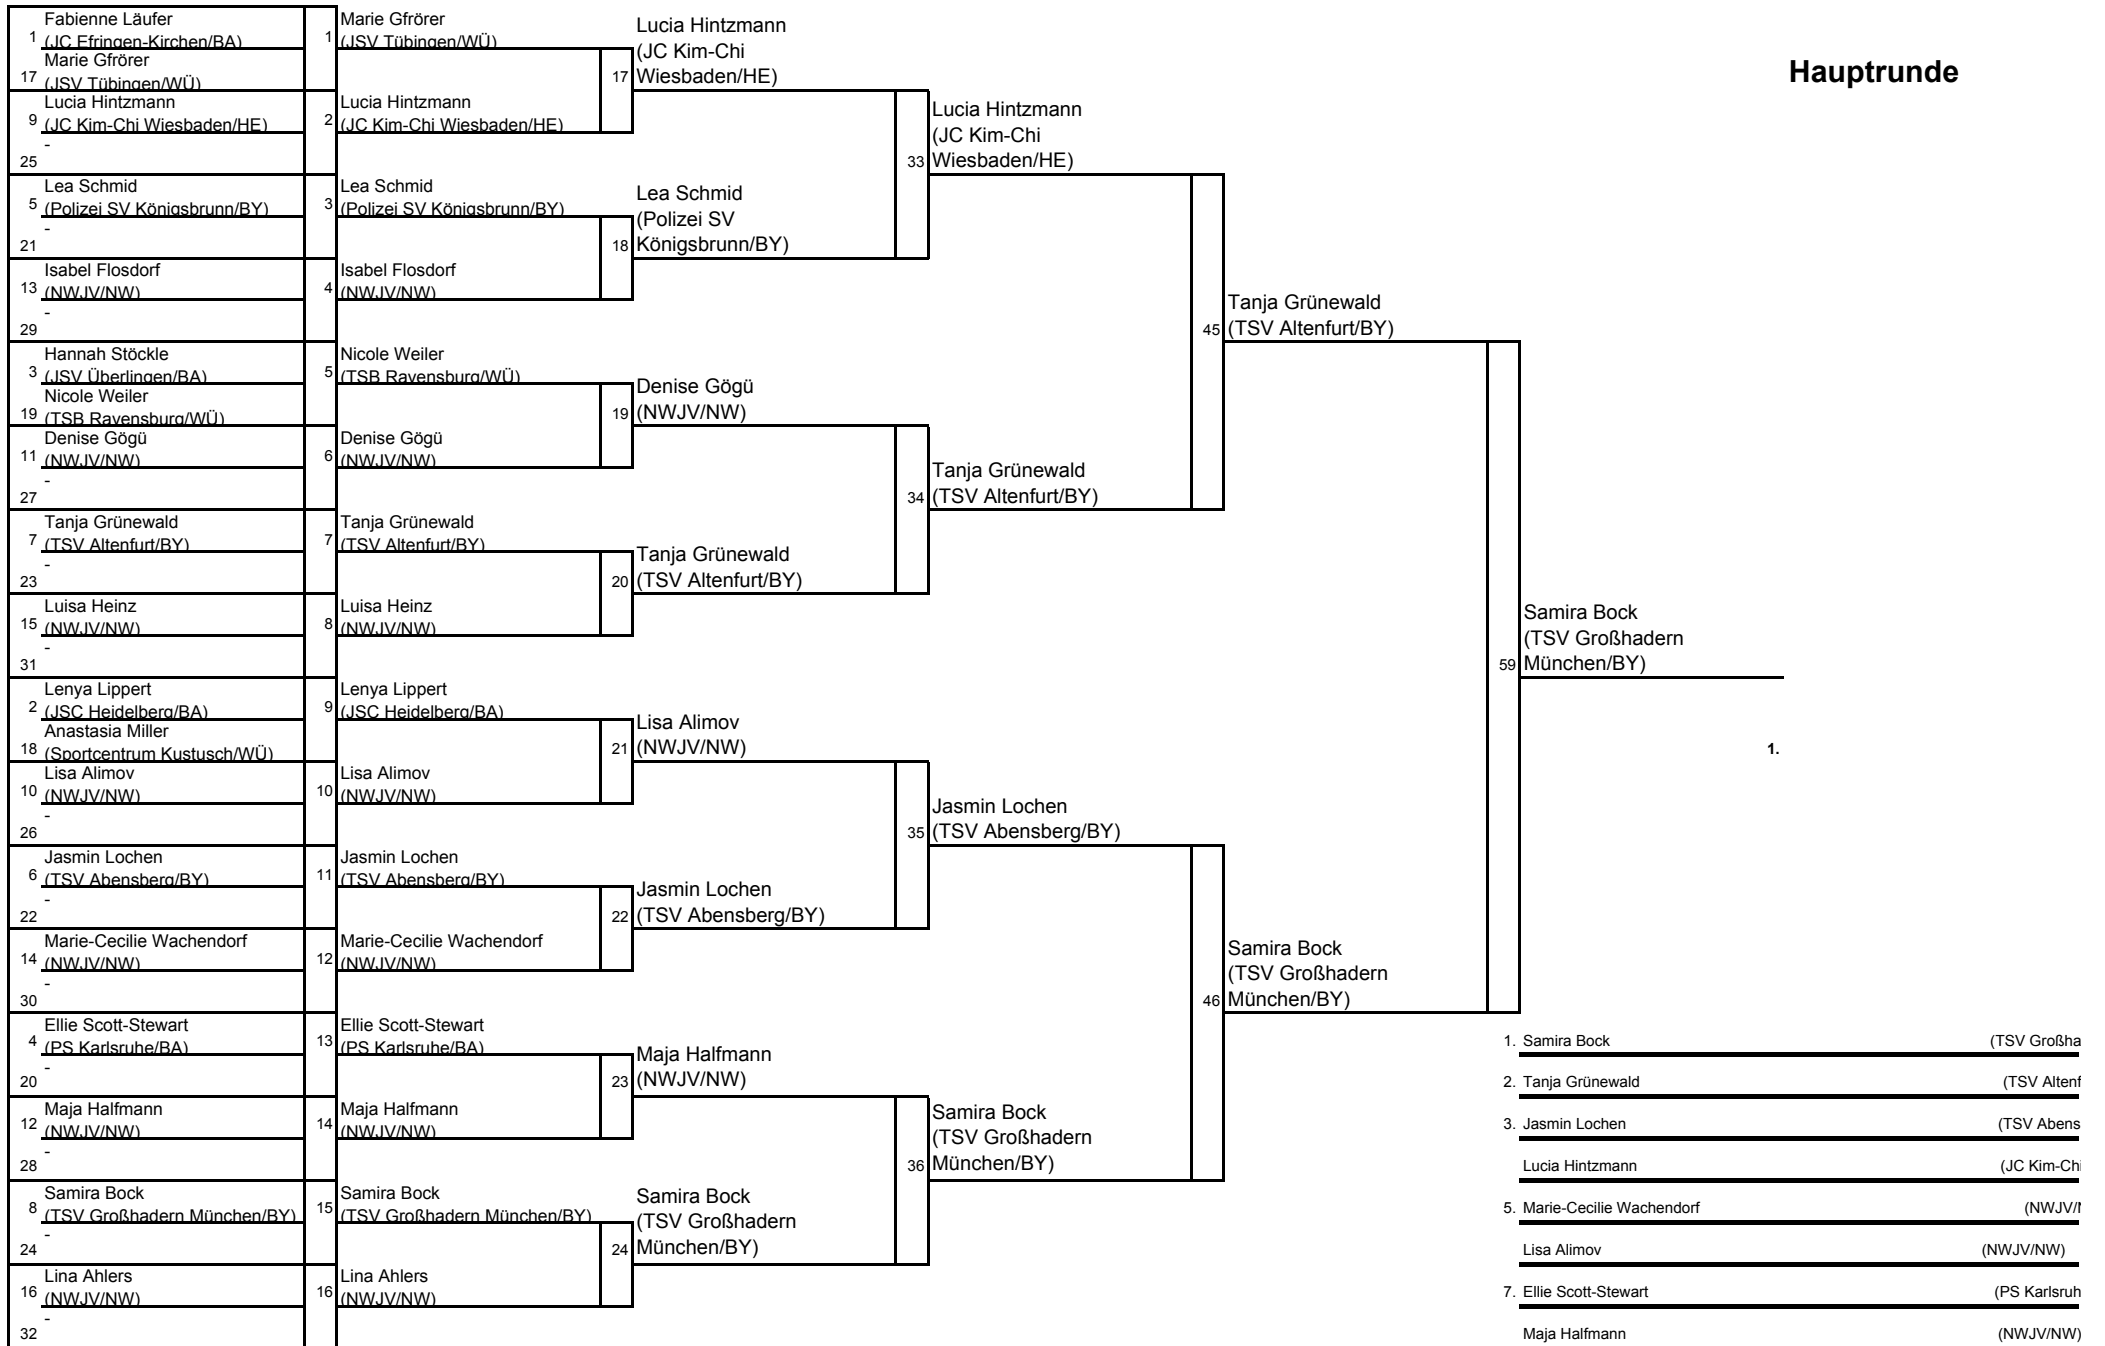 Hauptrunde
1 Fabienne Läufer
(JC Efringen-Kirchen/BA)
17 Marie Gfrörer
(JSV Tübingen/WÜ)
9 Lucia Hintzmann
(JC Kim-Chi Wiesbaden/HE)
25 -
5 Lea Schmid
(Polizei SV Königsbrunn/BY)
21 -
13 Isabel Flosdorf
(NWJV/NW)
29 -
3 Hannah Stöckle
(JSV Überlingen/BA)
19 Nicole Weiler
(TSB Ravensburg/WÜ)
11 Denise Gögü
(NWJV/NW)
27 -
7 Tanja Grünewald
(TSV Altenfurt/BY)
23 -
15 Luisa Heinz
(NWJV/NW)
31 -
2 Lenya Lippert
(JSC Heidelberg/BA)
18 Anastasia Miller
(Sportcentrum Kustusch/WÜ)
10 Lisa Alimov
(NWJV/NW)
26 -
6 Jasmin Lochen
(TSV Abensberg/BY)
22 -
14 Marie-Cecilie Wachendorf
(NWJV/NW)
30 -
4 Ellie Scott-Stewart
(PS Karlsruhe/BA)
20 -
12 Maja Halfmann
(NWJV/NW)
28 -
8 Samira Bock
(TSV Großhadern München/BY)
24 -
16 Lina Ahlers
(NWJV/NW)
32 -
1 Marie Gfrörer
(JSV Tübingen/WÜ)
2 Lucia Hintzmann
(JC Kim-Chi Wiesbaden/HE)
3 Lea Schmid
(Polizei SV Königsbrunn/BY)
4 Isabel Flosdorf
(NWJV/NW)
5 Nicole Weiler
(TSB Ravensburg/WÜ)
6 Denise Gögü
(NWJV/NW)
7 Tanja Grünewald
(TSV Altenfurt/BY)
8 Luisa Heinz
(NWJV/NW)
9 Lenya Lippert
(JSC Heidelberg/BA)
10 Lisa Alimov
(NWJV/NW)
11 Jasmin Lochen
(TSV Abensberg/BY)
12 Marie-Cecilie Wachendorf
(NWJV/NW)
13 Ellie Scott-Stewart
(PS Karlsruhe/BA)
14 Maja Halfmann
(NWJV/NW)
15 Samira Bock
(TSV Großhadern München/BY)
16 Lina Ahlers
(NWJV/NW)
Lucia Hintzmann
(JC Kim-Chi
17 Wiesbaden/HE)
Lea Schmid
(Polizei SV
18 Königsbrunn/BY)
Denise Gögü
19 (NWJV/NW)
Tanja Grünewald
20 (TSV Altenfurt/BY)
Lisa Alimov
21 (NWJV/NW)
Jasmin Lochen
22 (TSV Abensberg/BY)
Maja Halfmann
23 (NWJV/NW)
Samira Bock
(TSV Großhadern
24 München/BY)
Lucia Hintzmann
(JC Kim-Chi
33 Wiesbaden/HE)
Tanja Grünewald
34 (TSV Altenfurt/BY)
Jasmin Lochen
35 (TSV Abensberg/BY)
Samira Bock
(TSV Großhadern
36 München/BY)
Tanja Grünewald
45 (TSV Altenfurt/BY)
Samira Bock
(TSV Großhadern
46 München/BY)
Samira Bock
(TSV Großhadern
59 München/BY)
1.
1. Samira Bock (TSV Großha
2. Tanja Grünewald (TSV Altenf
3. Jasmin Lochen (TSV Abens
Lucia Hintzmann (JC Kim-Chi
5. Marie-Cecilie Wachendorf (NWJV/
Lisa Alimov (NWJV/NW)
7. Ellie Scott-Stewart (PS Karlsruh
Maja Halfmann (NWJV/NW)